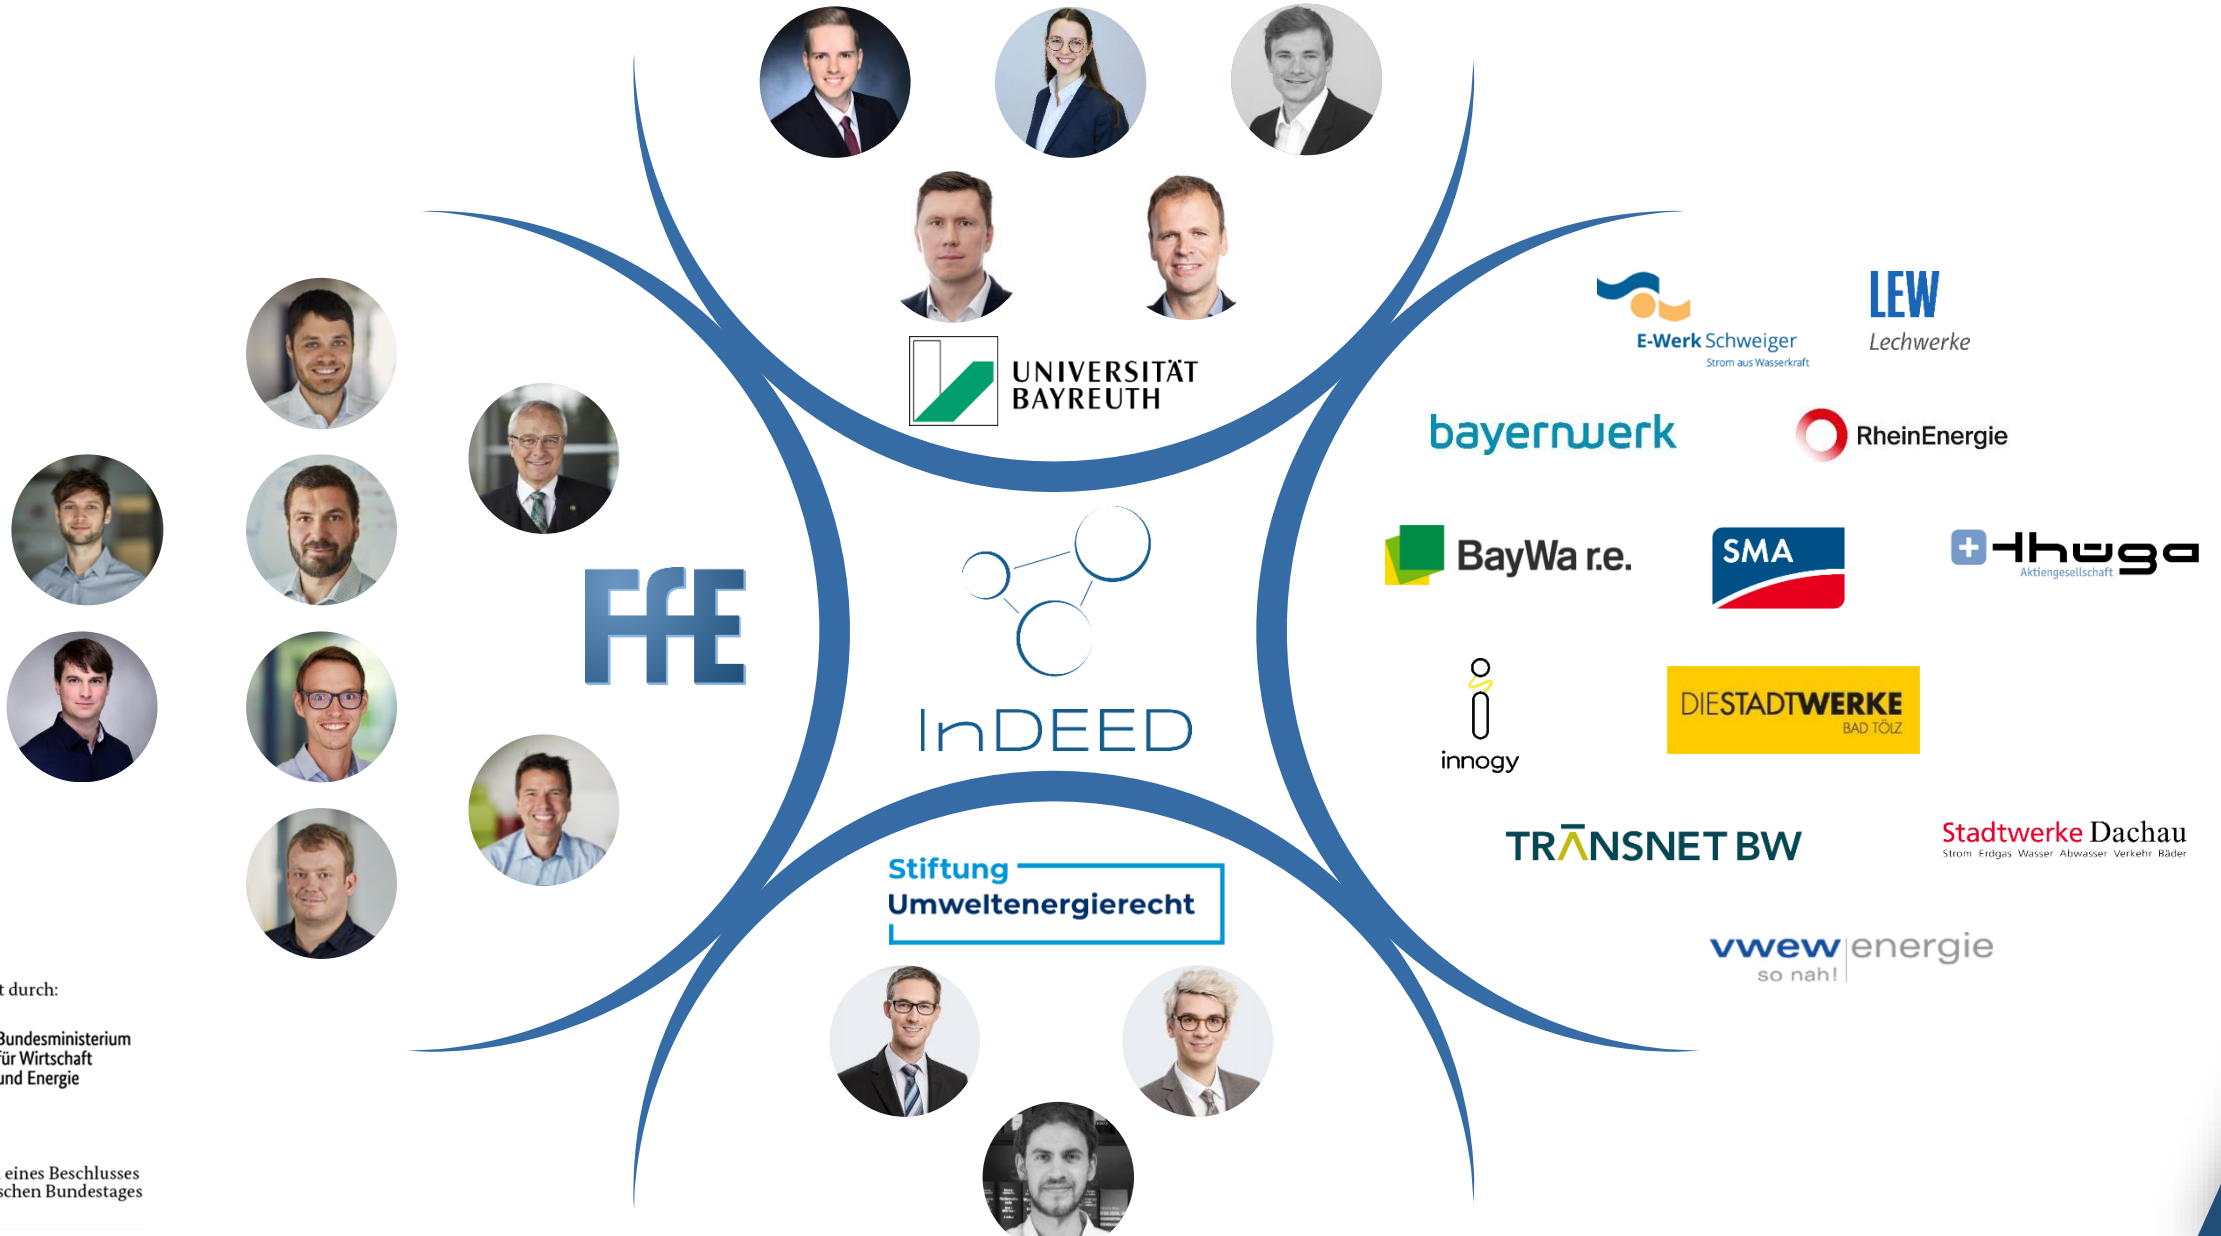 UNIVERSITÄT
BAYREUTH
E-Werk Schweiger
Strom aus Wasserkraft
LEW
Lechwerke
bayernwerk
RheinEnergie
BayWa r.e.
SMA
thüga
Aktiengesellschaft
FfE
InDEED
innogy
DIESTADTWERKE
BAD TÖLZ
TRANSNET BW
Stadtwerke Dachau
Strom Erdgas Wasser Abwasser Verkehr Bäder
Stiftung
Umweltenergierecht
vwew energie
so nah!
t durch:
Bundesministerium
für Wirtschaft
und Energie
eines Beschlusses
schen Bundestages